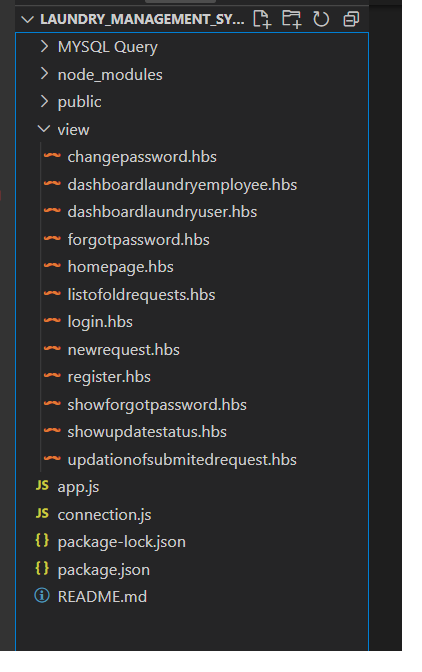 LAUNDRY_MANAGEMENT_SY...
MYSQL Query
node_modules
public
view
changepassword.hbs
dashboardlaundryemployee.hbs
dashboardlaundryuser.hbs
forgotpassword.hbs
homepage.hbs
listofoldrequests.hbs
login.hbs
newrequest.hbs
register.hbs
showforgotpassword.hbs
showupdatestatus.hbs
updationofsubmitedrequest.hbs
JS app.js
JS connection.js
{} package-lock.json
{} package.json
README.md